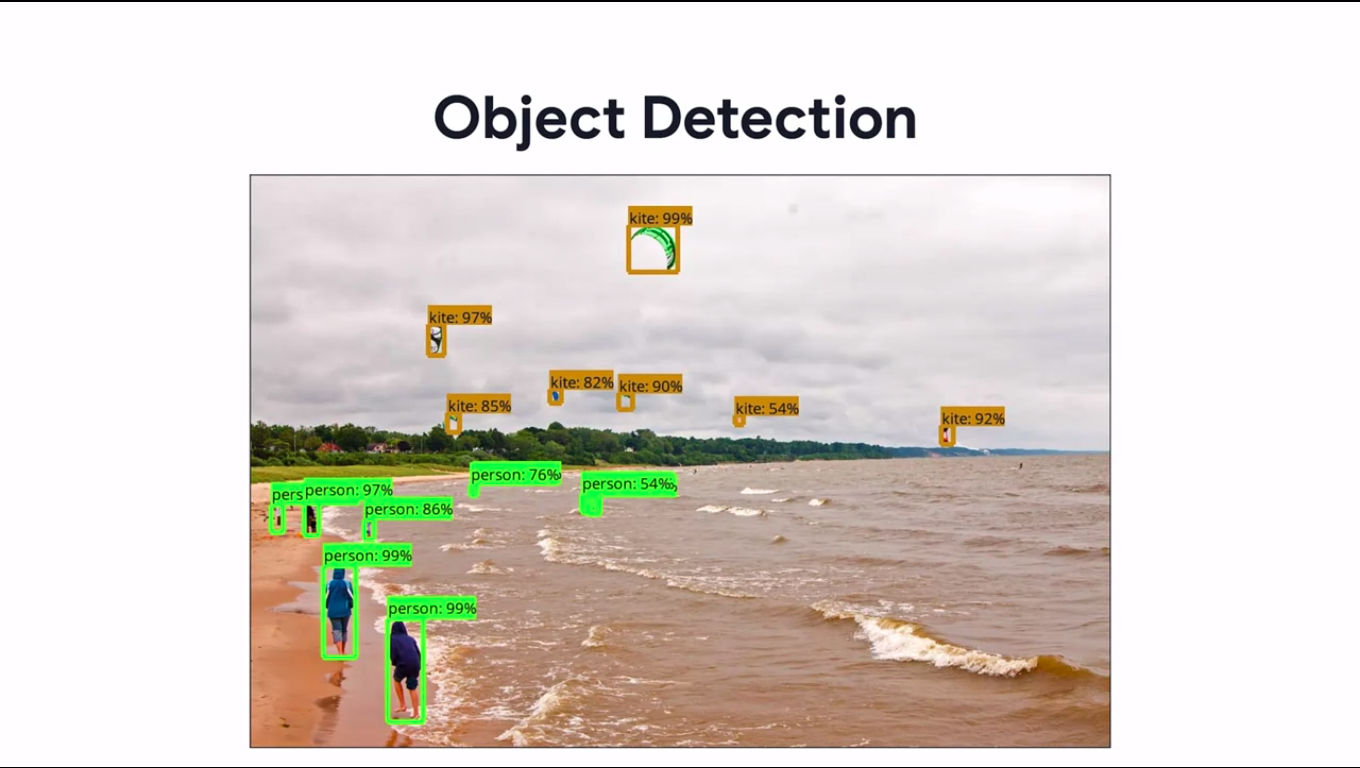 Object Detection
kite: 99%
kite: 97%
kite: 82%
kite: 90%
kite: 85%
kite: 54%
kite: 92%
person: 76%
person: 54%
pers
person: 97%
person: 86%
person: 99%
person: 99%